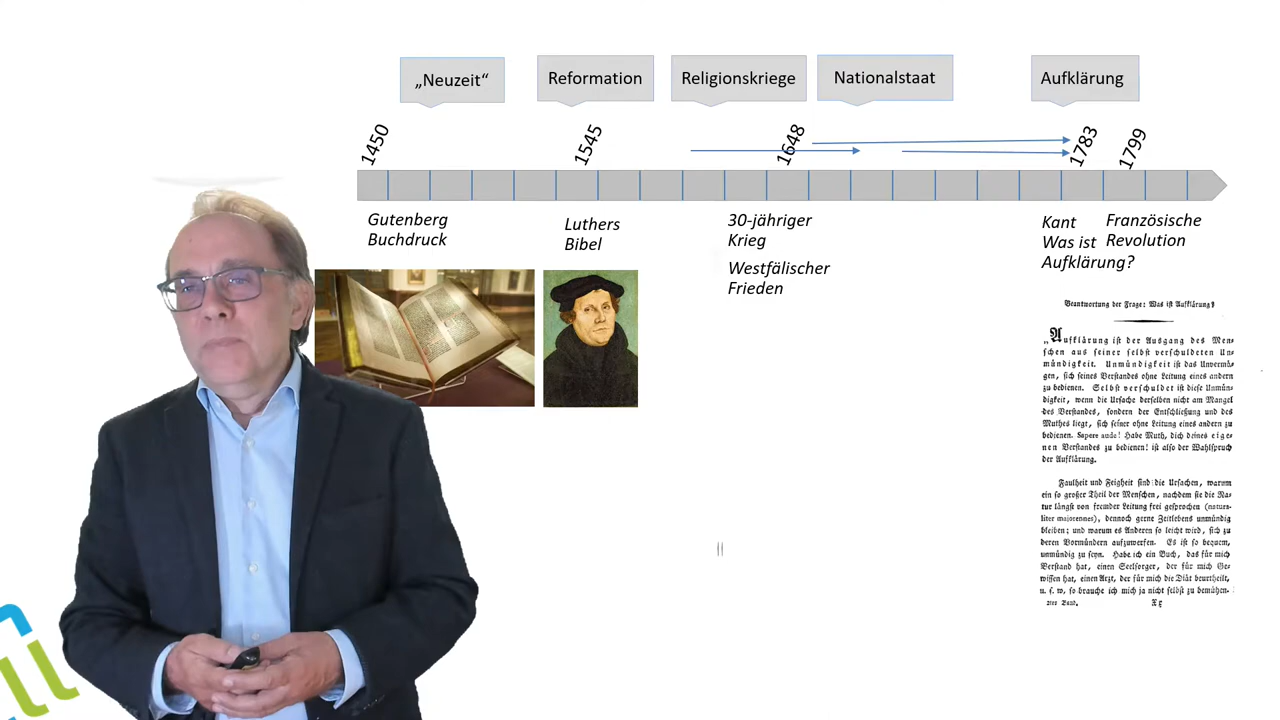 „Neuzeit“
Reformation
Religionskriege
Nationalstaat
Aufklärung
1450
1545
1648
1783
1799
Gutenberg
Buchdruck
Luthers
Bibel
30-jähriger
Krieg
Westfälischer
Frieden
Kant
Was ist
Aufklärung?
Französische
Revolution
Beantwortung der Frage: Was ist Aufklärung?
„Aufklärung ist der Ausgang des Men-
schen aus seiner selbst verschuldeten Un-
mündigkeit. Unmündigkeit ist das Unvermö-
gen, sich seines Verstandes ohne Leitung eines andern
zu bedienen. Selbst verschuldet ist diese Unmün-
digkeit, wenn die Ursache derselben nicht am Mangel
des Verstandes, sondern der Entschließung und des
Muthes liegt, sich seiner ohne Leitung eines andern zu
bedienen. Sapere aude! Habe Muth, dich deines eige-
nen Verstandes zu bedienen! ist also der Wahlspruch
der Aufklärung.
Faulheit und Feigheit sind die Ursachen, warum
ein so großer Theil der Menschen, nachdem sie die Na-
tur längst von fremder Leitung frei gesprochen (natura-
liter maiorennes), dennoch gerne Zeitlebens unmündig
bleiben; und warum es Anderen so leicht wird, sich zu
deren Vormündern aufzuwerfen. Es ist so bequem,
unmündig zu seyn. Habe ich ein Buch, das für mich
Verstand hat, einen Seelsorger, der für mich Ge-
wissen hat, einen Arzt, der für mich die Diät beurtheilt,
u. s. w, so brauche ich mich ja nicht selbst zu bemühen.